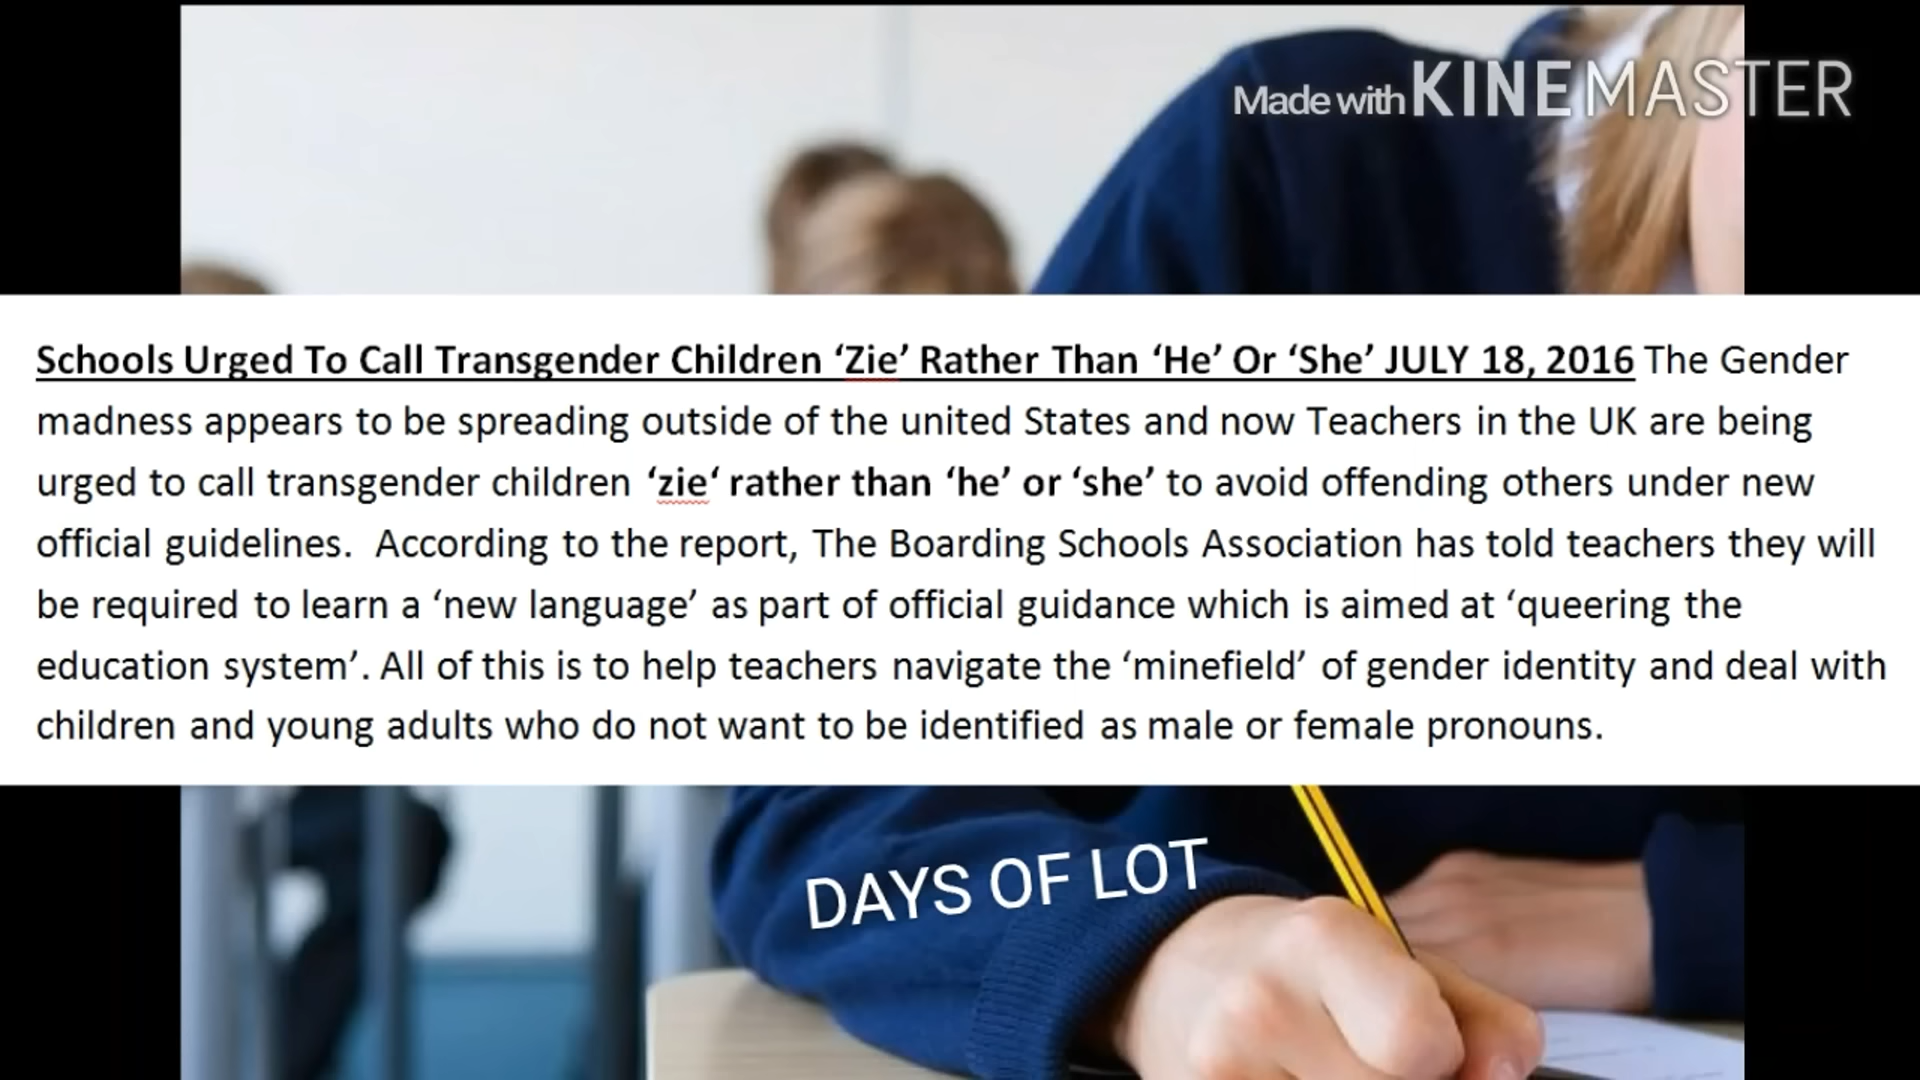 Made with KINEMASTER
Schools Urged To Call Transgender Children ‘Zie’ Rather Than ‘He’ Or ‘She’ JULY 18, 2016 The Gender
madness appears to be spreading outside of the united States and now Teachers in the UK are being
urged to call transgender children ‘zie‘ rather than ‘he’ or ‘she’ to avoid offending others under new
official guidelines.  According to the report, The Boarding Schools Association has told teachers they will
be required to learn a ‘new language’ as part of official guidance which is aimed at ‘queering the
education system’. All of this is to help teachers navigate the ‘minefield’ of gender identity and deal with
children and young adults who do not want to be identified as male or female pronouns.
DAYS OF LOT